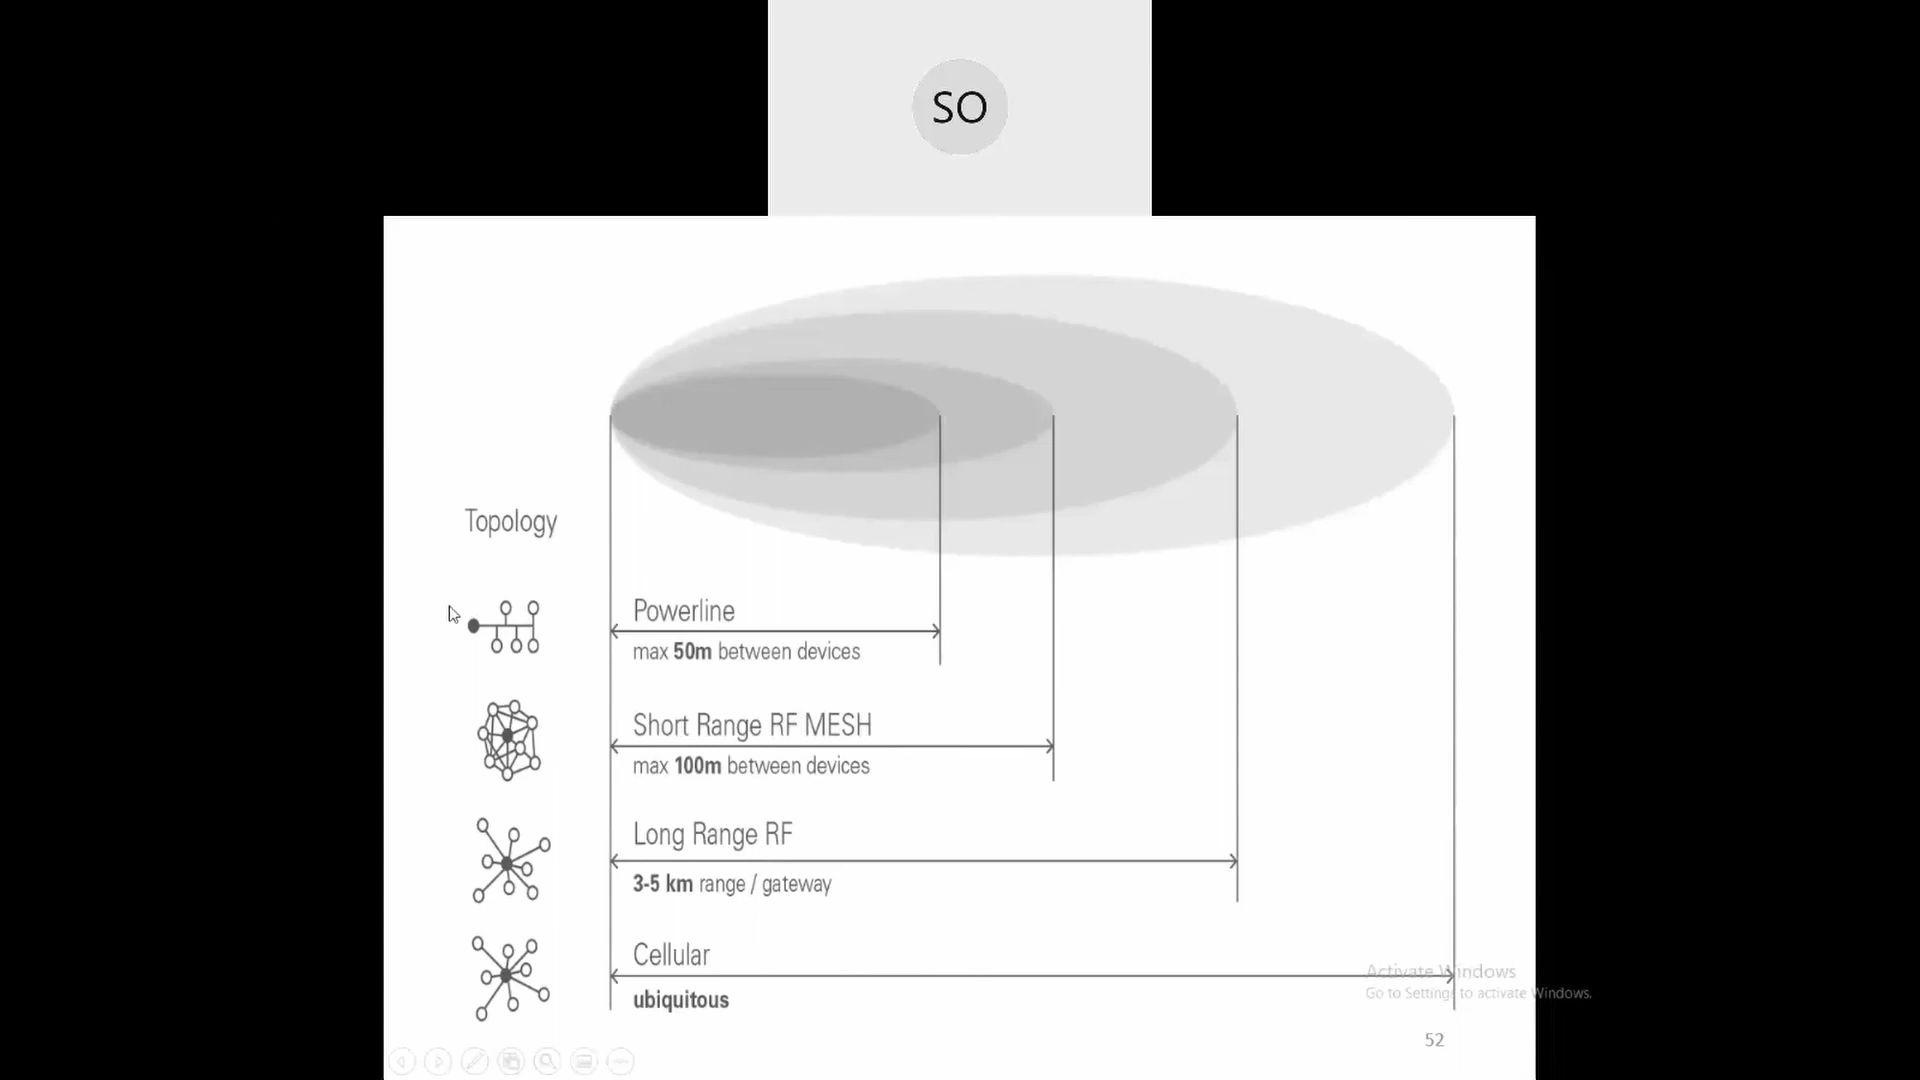 SO
Topology
Powerline
max 50m between devices
Short Range RF MESH
max 100m between devices
Long Range RF
3-5 km range / gateway
Cellular
ubiquitous
Activate Windows
Go to Settings to activate Windows.
52